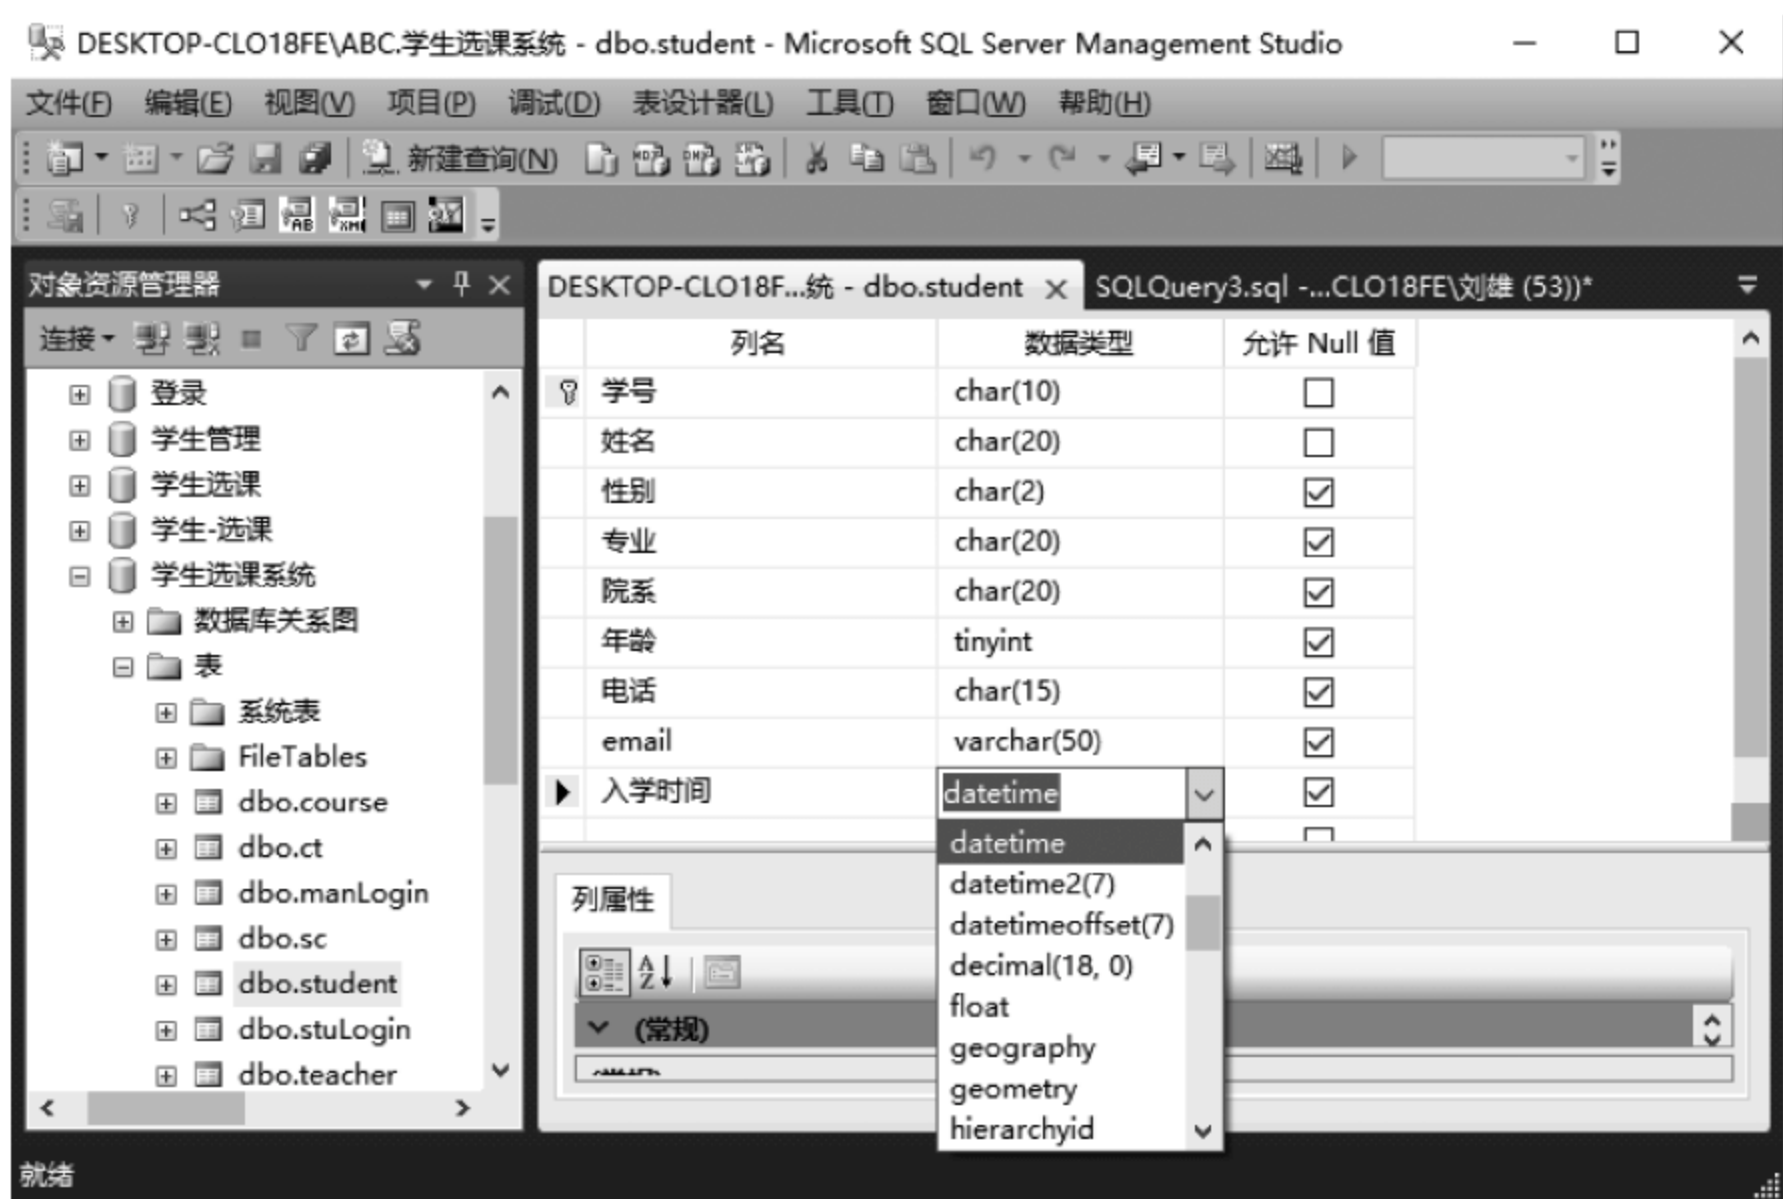 DESKTOP-CLO18FE\ABC.学生选课系统 - dbo.student - Microsoft SQL Server Management Studio
文件(F) 编辑(E) 视图(V) 项目(P) 调试(D) 表设计器(L) 工具(T) 窗口(W) 帮助(H)
新建查询(N)
对象资源管理器
连接
登录
学生管理
学生选课
学生-选课
学生选课系统
数据库关系图
表
系统表
FileTables
dbo.course
dbo.ct
dbo.manLogin
dbo.sc
dbo.student
dbo.stuLogin
dbo.teacher
DESKTOP-CLO18F...统 - dbo.student
SQLQuery3.sql -...CLO18FE\刘雄 (53))*
列名 数据类型 允许 Null 值
学号 char(10)
姓名 char(20)
性别 char(2)
专业 char(20)
院系 char(20)
年龄 tinyint
电话 char(15)
email varchar(50)
入学时间 datetime
datetime
datetime2(7)
datetimeoffset(7)
decimal(18, 0)
float
geography
geometry
hierarchyid
列属性
(常规)
就绪